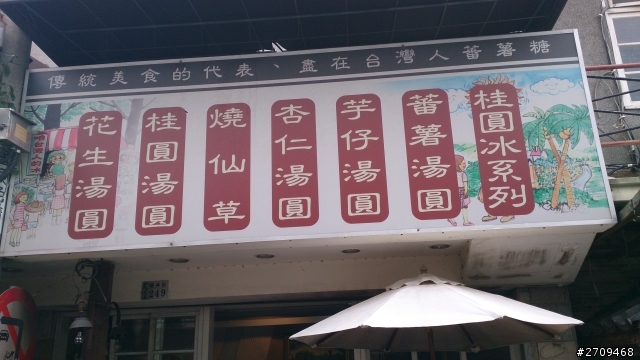 傳統美食的代表、盡在台灣人蕃薯糖
花生湯圓
桂圓湯圓
燒仙草
杏仁湯圓
芋仔湯圓
蕃薯湯圓
桂圓冰系列
249
#2709468